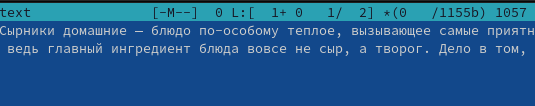 text [-M--] 0 L:[ 1+ 0 1/ 2] *(0 /1155b) 1057
Сырники домашние — блюдо по-особому теплое, вызывающее самые
ведь главный ингредиент блюда вовсе не сыр, а творог. Дело в том,